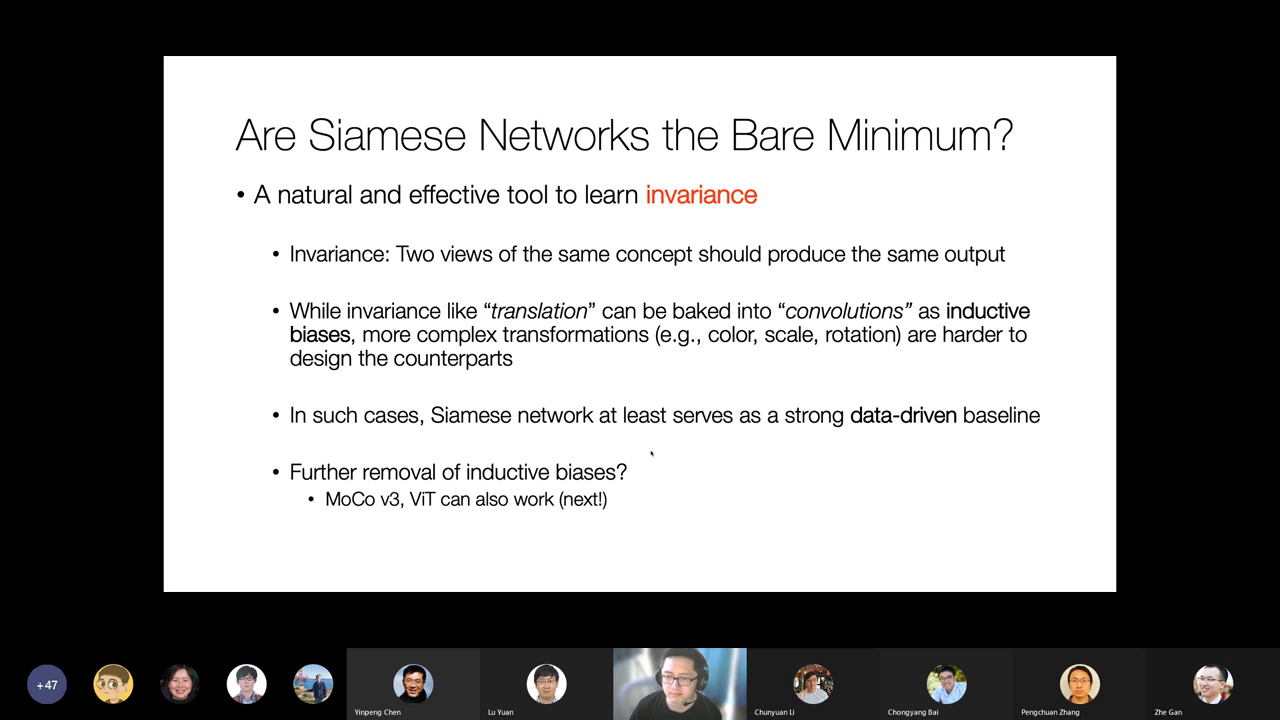 Are Siamese Networks the Bare Minimum?
• A natural and effective tool to learn invariance
• Invariance: Two views of the same concept should produce the same output
• While invariance like “translation” can be baked into “convolutions” as inductive
biases, more complex transformations (e.g., color, scale, rotation) are harder to
design the counterparts
• In such cases, Siamese network at least serves as a strong data-driven baseline
• Further removal of inductive biases?
• MoCo v3, ViT can also work (next!)
+47
Yinpeng Chen
Lu Yuan
Chunyuan Li
Chongyang Bai
Pengchuan Zhang
Zhe Gan